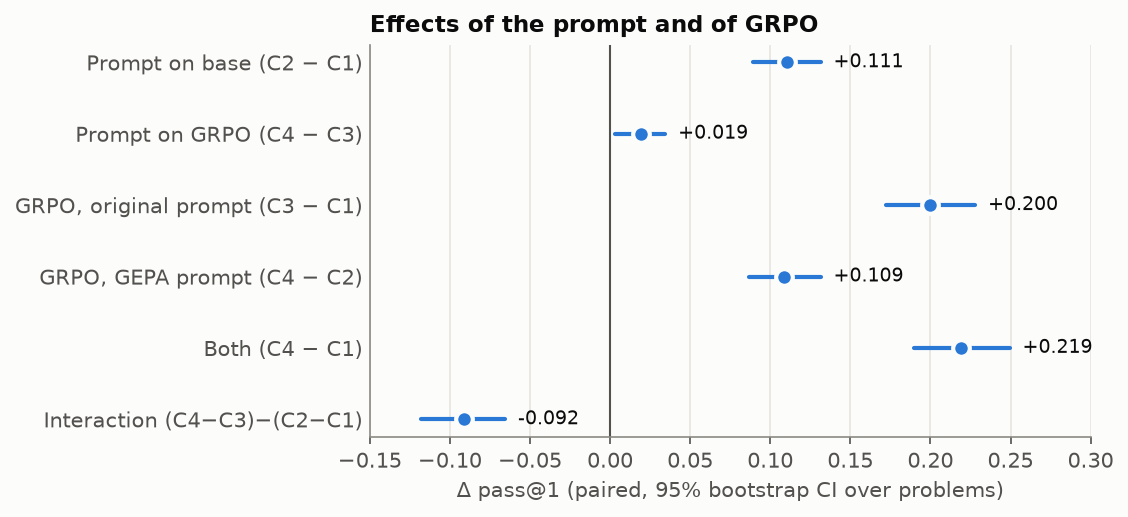 Effects of the prompt and of GRPO
Prompt on base (C2 − C1)
+0.111
Prompt on GRPO (C4 − C3)
+0.019
GRPO, original prompt (C3 − C1)
+0.200
GRPO, GEPA prompt (C4 − C2)
+0.109
Both (C4 − C1)
+0.219
Interaction (C4−C3)−(C2−C1)
-0.092
−0.15 −0.10 −0.05 0.00 0.05 0.10 0.15 0.20 0.25 0.30
Δ pass@1 (paired, 95% bootstrap CI over problems)